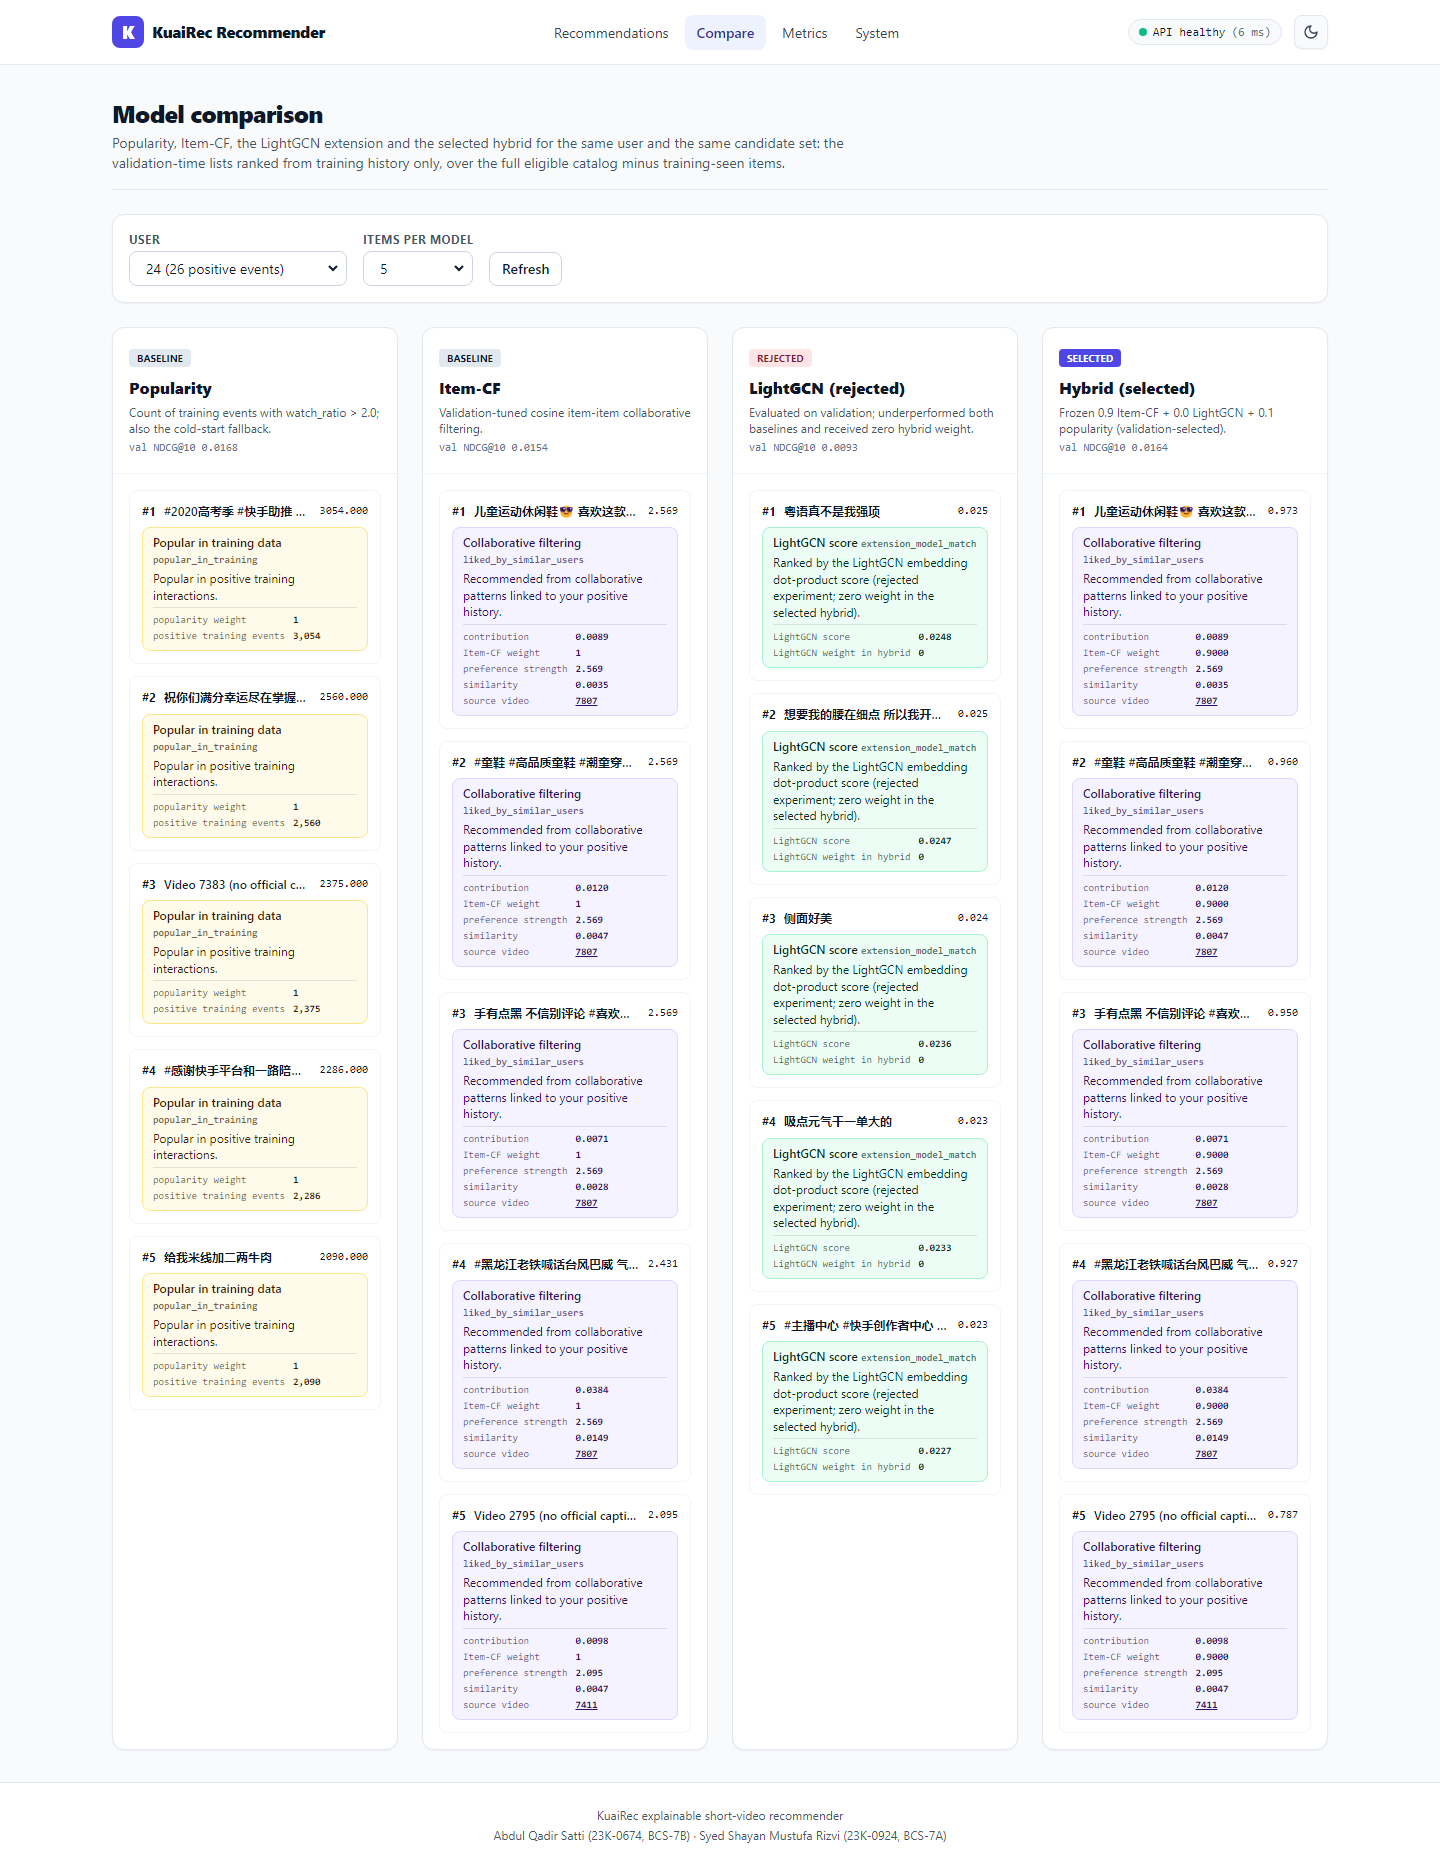 K KuaiRec Recommender
Recommendations Compare Metrics System
API healthy (6 ms)
Model comparison
Popularity, Item-CF, the LightGCN extension and the selected hybrid for the same user and the same candidate set: the
validation-time lists ranked from training history only, over the full eligible catalog minus training-seen items.
USER
24 (26 positive events)
ITEMS PER MODEL
5
Refresh
BASELINE
Popularity
Count of training events with watch_ratio > 2.0;
also the cold-start fallback.
val NDCG@10 0.0168
#1 #2020高考季 #快手助推 ... 3054.000
Popular in training data
popular_in_training
Popular in positive training
interactions.
popularity weight 1
positive training events 3,054
#2 祝你们满分幸运尽在掌握... 2560.000
Popular in training data
popular_in_training
Popular in positive training
interactions.
popularity weight 1
positive training events 2,560
#3 Video 7383 (no official c... 2375.000
Popular in training data
popular_in_training
Popular in positive training
interactions.
popularity weight 1
positive training events 2,375
#4 #感谢快手平台和一路陪... 2286.000
Popular in training data
popular_in_training
Popular in positive training
interactions.
popularity weight 1
positive training events 2,286
#5 给我米线加二两牛肉 2090.000
Popular in training data
popular_in_training
Popular in positive training
interactions.
popularity weight 1
positive training events 2,090
BASELINE
Item-CF
Validation-tuned cosine item-item collaborative
filtering.
val NDCG@10 0.0154
#1 儿童运动休闲鞋😎 喜欢这款... 2.569
Collaborative filtering
liked_by_similar_users
Recommended from collaborative
patterns linked to your positive
history.
contribution 0.0089
Item-CF weight 1
preference strength 2.569
similarity 0.0035
source video 7807
#2 #童鞋 #高品质童鞋 #潮童穿... 2.569
Collaborative filtering
liked_by_similar_users
Recommended from collaborative
patterns linked to your positive
history.
contribution 0.0120
Item-CF weight 1
preference strength 2.569
similarity 0.0047
source video 7807
#3 手有点黑 不信别评论 #喜欢... 2.569
Collaborative filtering
liked_by_similar_users
Recommended from collaborative
patterns linked to your positive
history.
contribution 0.0071
Item-CF weight 1
preference strength 2.569
similarity 0.0028
source video 7807
#4 #黑龙江老铁喊话台风巴威 气... 2.431
Collaborative filtering
liked_by_similar_users
Recommended from collaborative
patterns linked to your positive
history.
contribution 0.0384
Item-CF weight 1
preference strength 2.569
similarity 0.0149
source video 7807
#5 Video 2795 (no official capti... 2.095
Collaborative filtering
liked_by_similar_users
Recommended from collaborative
patterns linked to your positive
history.
contribution 0.0098
Item-CF weight 1
preference strength 2.095
similarity 0.0047
source video 7411
REJECTED
LightGCN (rejected)
Evaluated on validation; underperformed both
baselines and received zero hybrid weight.
val NDCG@10 0.0093
#1 粤语真不是我强项 0.025
LightGCN score extension_model_match
Ranked by the LightGCN embedding
dot-product score (rejected
experiment; zero weight in the
selected hybrid).
LightGCN score 0.0248
LightGCN weight in hybrid 0
#2 想要我的腰在细点 所以我开... 0.025
LightGCN score extension_model_match
Ranked by the LightGCN embedding
dot-product score (rejected
experiment; zero weight in the
selected hybrid).
LightGCN score 0.0247
LightGCN weight in hybrid 0
#3 侧面好美 0.024
LightGCN score extension_model_match
Ranked by the LightGCN embedding
dot-product score (rejected
experiment; zero weight in the
selected hybrid).
LightGCN score 0.0236
LightGCN weight in hybrid 0
#4 吸点元气干一单大的 0.023
LightGCN score extension_model_match
Ranked by the LightGCN embedding
dot-product score (rejected
experiment; zero weight in the
selected hybrid).
LightGCN score 0.0233
LightGCN weight in hybrid 0
#5 #主播中心 #快手创作者中心 ... 0.023
LightGCN score extension_model_match
Ranked by the LightGCN embedding
dot-product score (rejected
experiment; zero weight in the
selected hybrid).
LightGCN score 0.0227
LightGCN weight in hybrid 0
SELECTED
Hybrid (selected)
Frozen 0.9 Item-CF + 0.0 LightGCN + 0.1
popularity (validation-selected).
val NDCG@10 0.0164
#1 儿童运动休闲鞋😎 喜欢这款... 0.973
Collaborative filtering
liked_by_similar_users
Recommended from collaborative
patterns linked to your positive
history.
contribution 0.0089
Item-CF weight 0.9000
preference strength 2.569
similarity 0.0035
source video 7807
#2 #童鞋 #高品质童鞋 #潮童穿... 0.960
Collaborative filtering
liked_by_similar_users
Recommended from collaborative
patterns linked to your positive
history.
contribution 0.0120
Item-CF weight 0.9000
preference strength 2.569
similarity 0.0047
source video 7807
#3 手有点黑 不信别评论 #喜欢... 0.950
Collaborative filtering
liked_by_similar_users
Recommended from collaborative
patterns linked to your positive
history.
contribution 0.0071
Item-CF weight 0.9000
preference strength 2.569
similarity 0.0028
source video 7807
#4 #黑龙江老铁喊话台风巴威 气... 0.927
Collaborative filtering
liked_by_similar_users
Recommended from collaborative
patterns linked to your positive
history.
contribution 0.0384
Item-CF weight 0.9000
preference strength 2.569
similarity 0.0149
source video 7807
#5 Video 2795 (no official capti... 0.787
Collaborative filtering
liked_by_similar_users
Recommended from collaborative
patterns linked to your positive
history.
contribution 0.0098
Item-CF weight 0.9000
preference strength 2.095
similarity 0.0047
source video 7411
KuaiRec explainable short-video recommender
Abdul Qadir Satti (23K-0674, BCS-7B) · Syed Shayan Mustufa Rizvi (23K-0924, BCS-7A)